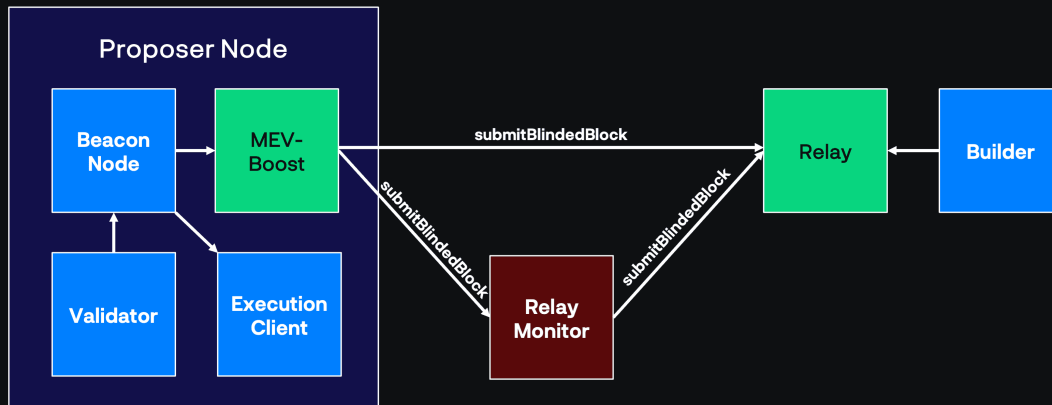 Proposer Node
Beacon
Node
MEV-
Boost
submitBlindedBlock
Relay
Builder
submitBlindedBlock
submitBlindedBlock
Validator
Execution
Client
Relay
Monitor